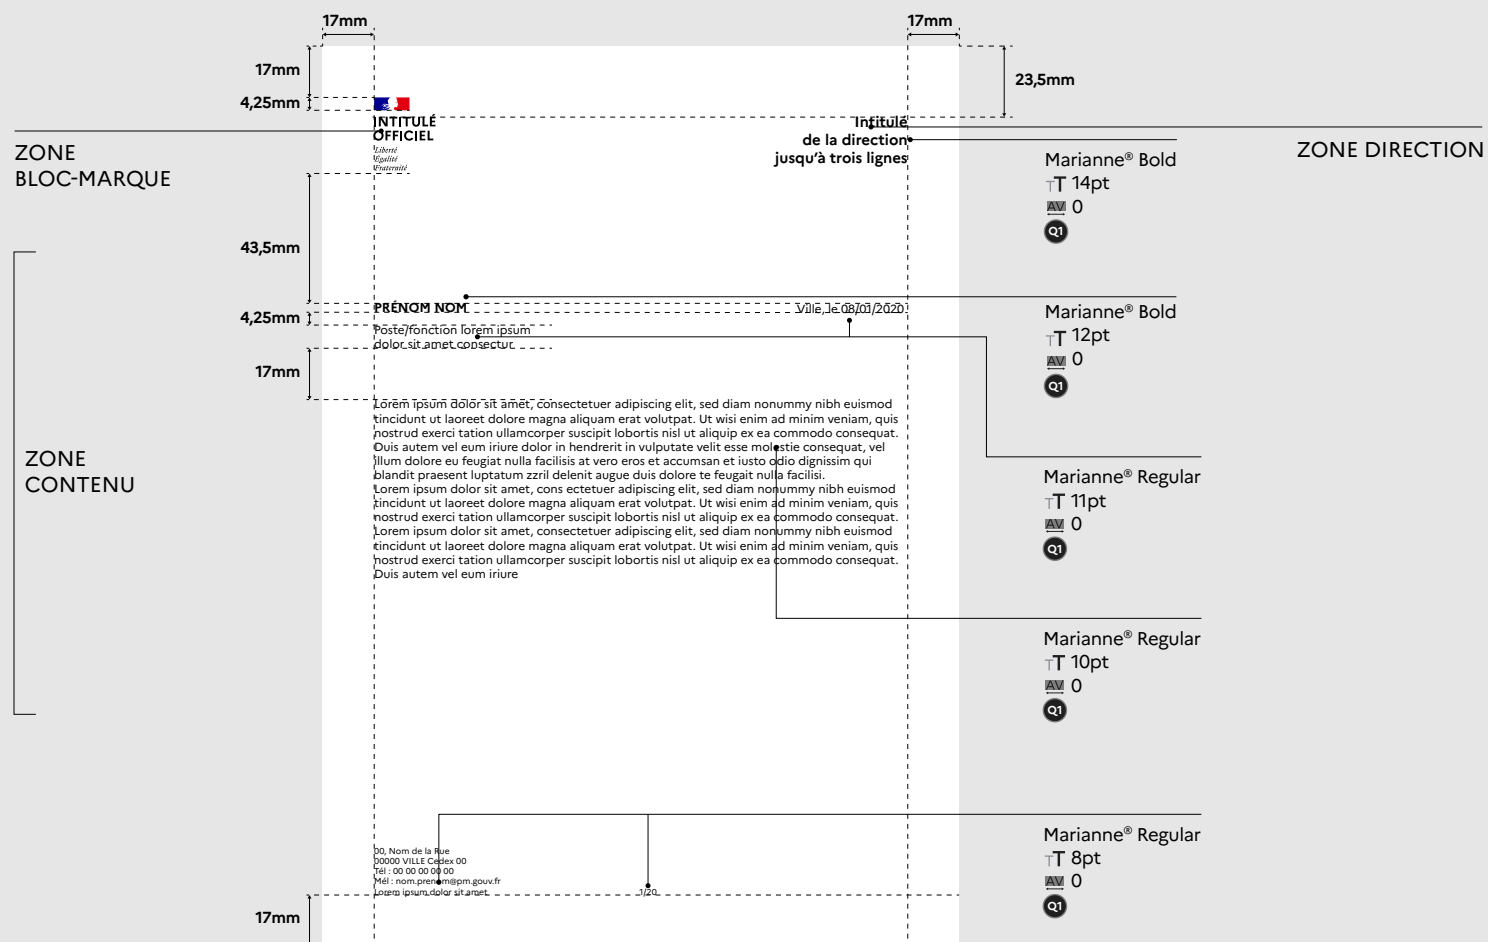 17mm
17mm
17mm
4,25mm
23,5mm
INTITULÉ
OFFICIEL
Liberté
Égalité
Fraternité
Intitulé
de la direction
jusqu'à trois lignes
ZONE
BLOC-MARQUE
ZONE DIRECTION
Marianne® Bold
TT 14pt
AV 0
Q1
43,5mm
PRÉNOM NOM
Ville, le 08/01/2020
4,25mm
Poste/fonction lorem ipsum
dolor sit amet consectur
Marianne® Bold
TT 12pt
AV 0
Q1
17mm
Lorem ipsum dolor sit amet, consectetuer adipiscing elit, sed diam nonummy nibh euismod
tincidunt ut laoreet dolore magna aliquam erat volutpat. Ut wisi enim ad minim veniam, quis
nostrud exerci tation ullamcorper suscipit lobortis nisl ut aliquip ex ea commodo consequat.
Duis autem vel eum iriure dolor in hendrerit in vulputate velit esse molestie consequat, vel
illum dolore eu feugiat nulla facilisis at vero eros et accumsan et iusto odio dignissim qui
blandit praesent luptatum zzril delenit augue duis dolore te feugait nulla facilisi.
Lorem ipsum dolor sit amet, cons ectetuer adipiscing elit, sed diam nonummy nibh euismod
tincidunt ut laoreet dolore magna aliquam erat volutpat. Ut wisi enim ad minim veniam, quis
nostrud exerci tation ullamcorper suscipit lobortis nisl ut aliquip ex ea commodo consequat.
Lorem ipsum dolor sit amet, consectetuer adipiscing elit, sed diam nonummy nibh euismod
tincidunt ut laoreet dolore magna aliquam erat volutpat. Ut wisi enim ad minim veniam, quis
nostrud exerci tation ullamcorper suscipit lobortis nisl ut aliquip ex ea commodo consequat.
Duis autem vel eum iriure
ZONE
CONTENU
Marianne® Regular
TT 11pt
AV 0
Q1
Marianne® Regular
TT 10pt
AV 0
Q1
00, Nom de la Rue
00000 VILLE Cedex 00
Tél : 00 00 00 00 00
Mél : nom.prenom@pm.gouv.fr
Lorem ipsum dolor sit amet
1/20
Marianne® Regular
TT 8pt
AV 0
Q1
17mm